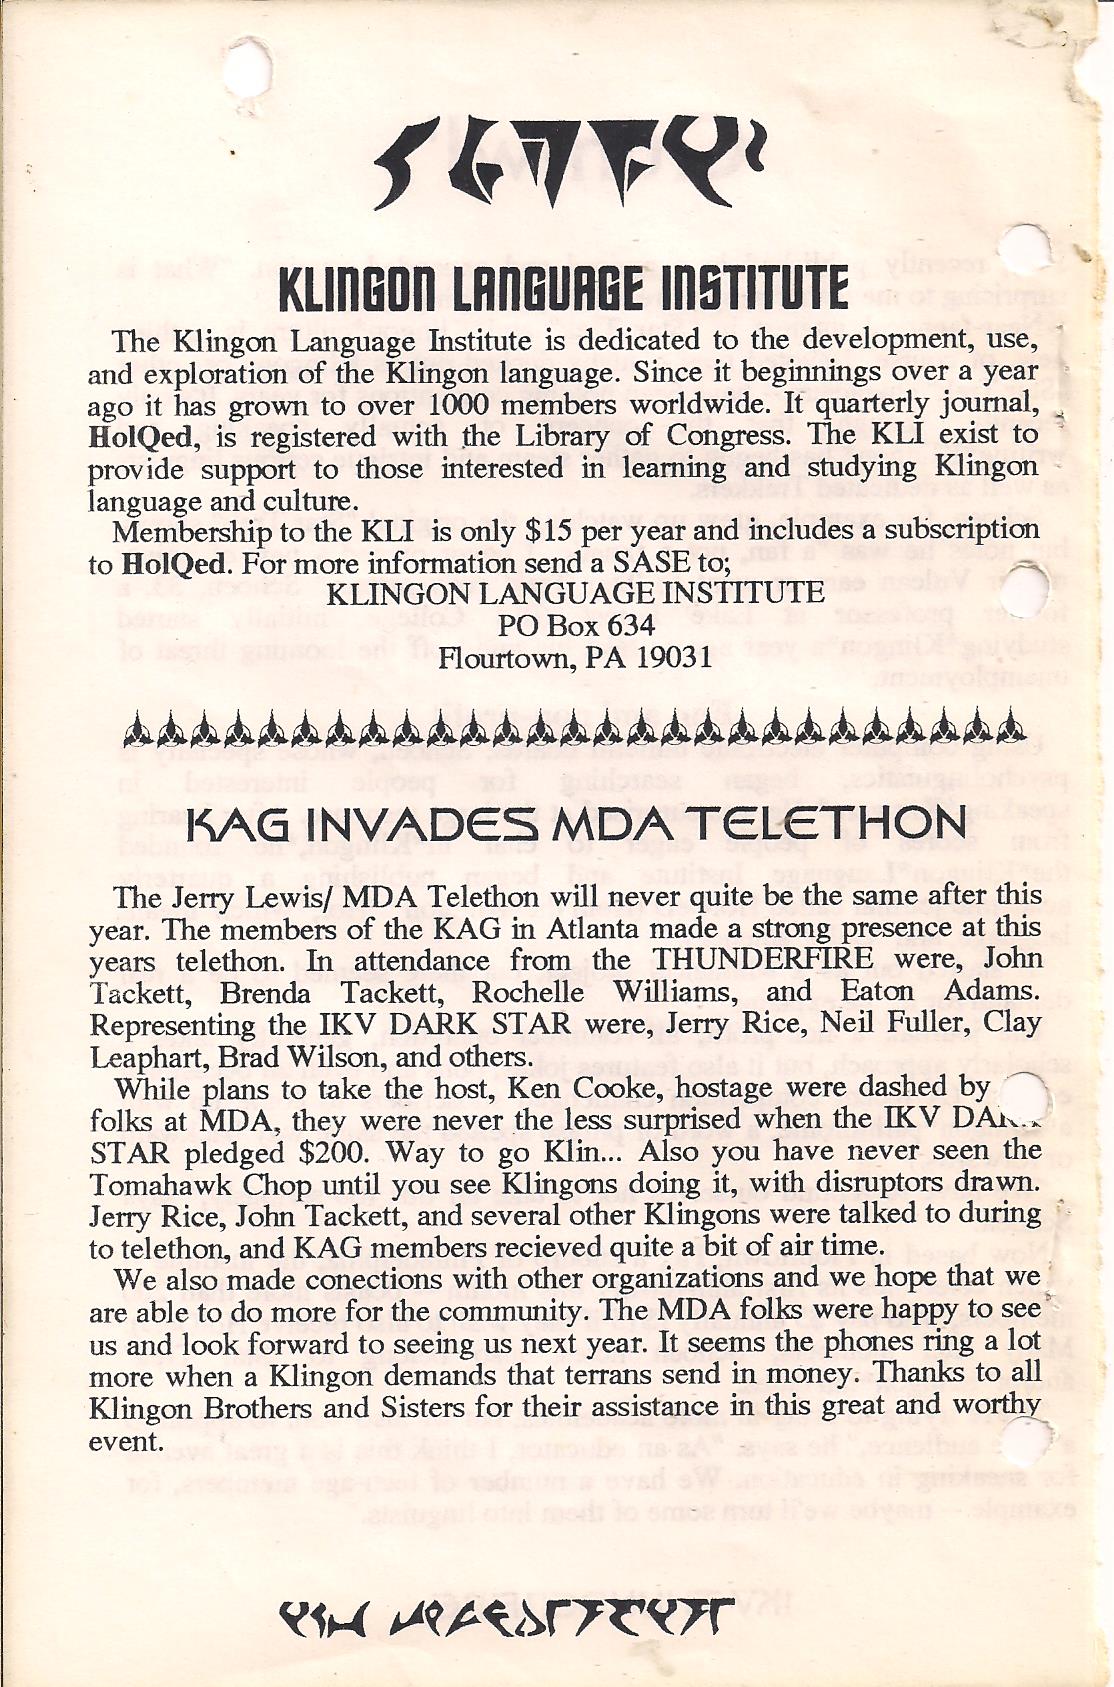 KLINGON LANGUAGE INSTITUTE
The Klingon Language Institute is dedicated to the development, use,
and exploration of the Klingon language. Since it beginnings over a year
ago it has grown to over 1000 members worldwide. It quarterly journal,
HolQed, is registered with the Library of Congress. The KLI exist to
provide support to those interested in learning and studying Klingon
language and culture.
Membership to the KLI is only $15 per year and includes a subscription
to HolQed. For more information send a SASE to;
KLINGON LANGUAGE INSTITUTE
PO Box 634
Flourtown, PA 19031
KAG INVADES MDA TELETHON
The Jerry Lewis/ MDA Telethon will never quite be the same after this
year. The members of the KAG in Atlanta made a strong presence at this
years telethon. In attendance from the THUNDERFIRE were, John
Tackett, Brenda Tackett, Rochelle Williams, and Eaton Adams.
Representing the IKV DARK STAR were, Jerry Rice, Neil Fuller, Clay
Leaphart, Brad Wilson, and others.
While plans to take the host, Ken Cooke, hostage were dashed by
folks at MDA, they were never the less surprised when the IKV DARK
STAR pledged $200. Way to go Klin... Also you have never seen the
Tomahawk Chop until you see Klingons doing it, with disruptors drawn.
Jerry Rice, John Tackett, and several other Klingons were talked to during
to telethon, and KAG members recieved quite a bit of air time.
We also made conections with other organizations and we hope that we
are able to do more for the community. The MDA folks were happy to see
us and look forward to seeing us next year. It seems the phones ring a lot
more when a Klingon demands that terrans send in money. Thanks to all
Klingon Brothers and Sisters for their assistance in this great and worthy
event.